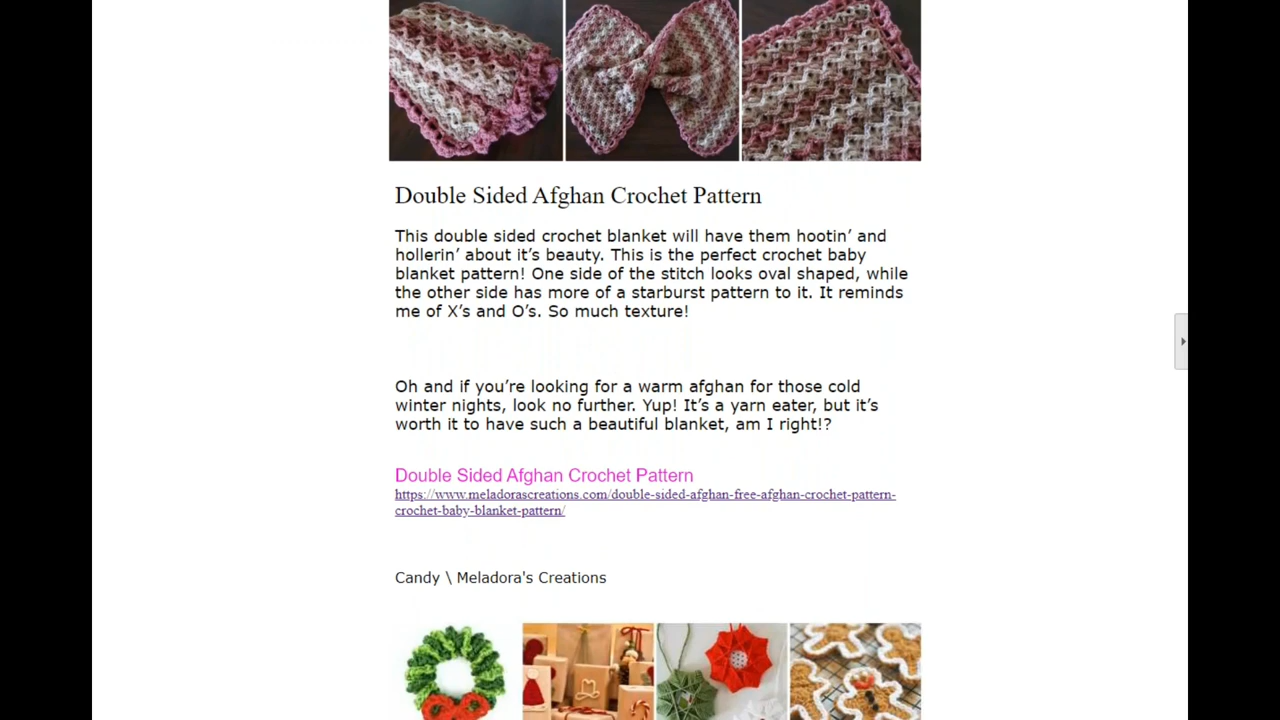 Double Sided Afghan Crochet Pattern
This double sided crochet blanket will have them hootin’ and
hollerin’ about it’s beauty. This is the perfect crochet baby
blanket pattern! One side of the stitch looks oval shaped, while
the other side has more of a starburst pattern to it. It reminds
me of X’s and O’s. So much texture!
Oh and if you’re looking for a warm afghan for those cold
winter nights, look no further. Yup! It’s a yarn eater, but it’s
worth it to have such a beautiful blanket, am I right!?
Double Sided Afghan Crochet Pattern
https://www.meladorascreations.com/double-sided-afghan-free-afghan-crochet-pattern-
crochet-baby-blanket-pattern/
Candy \ Meladora's Creations